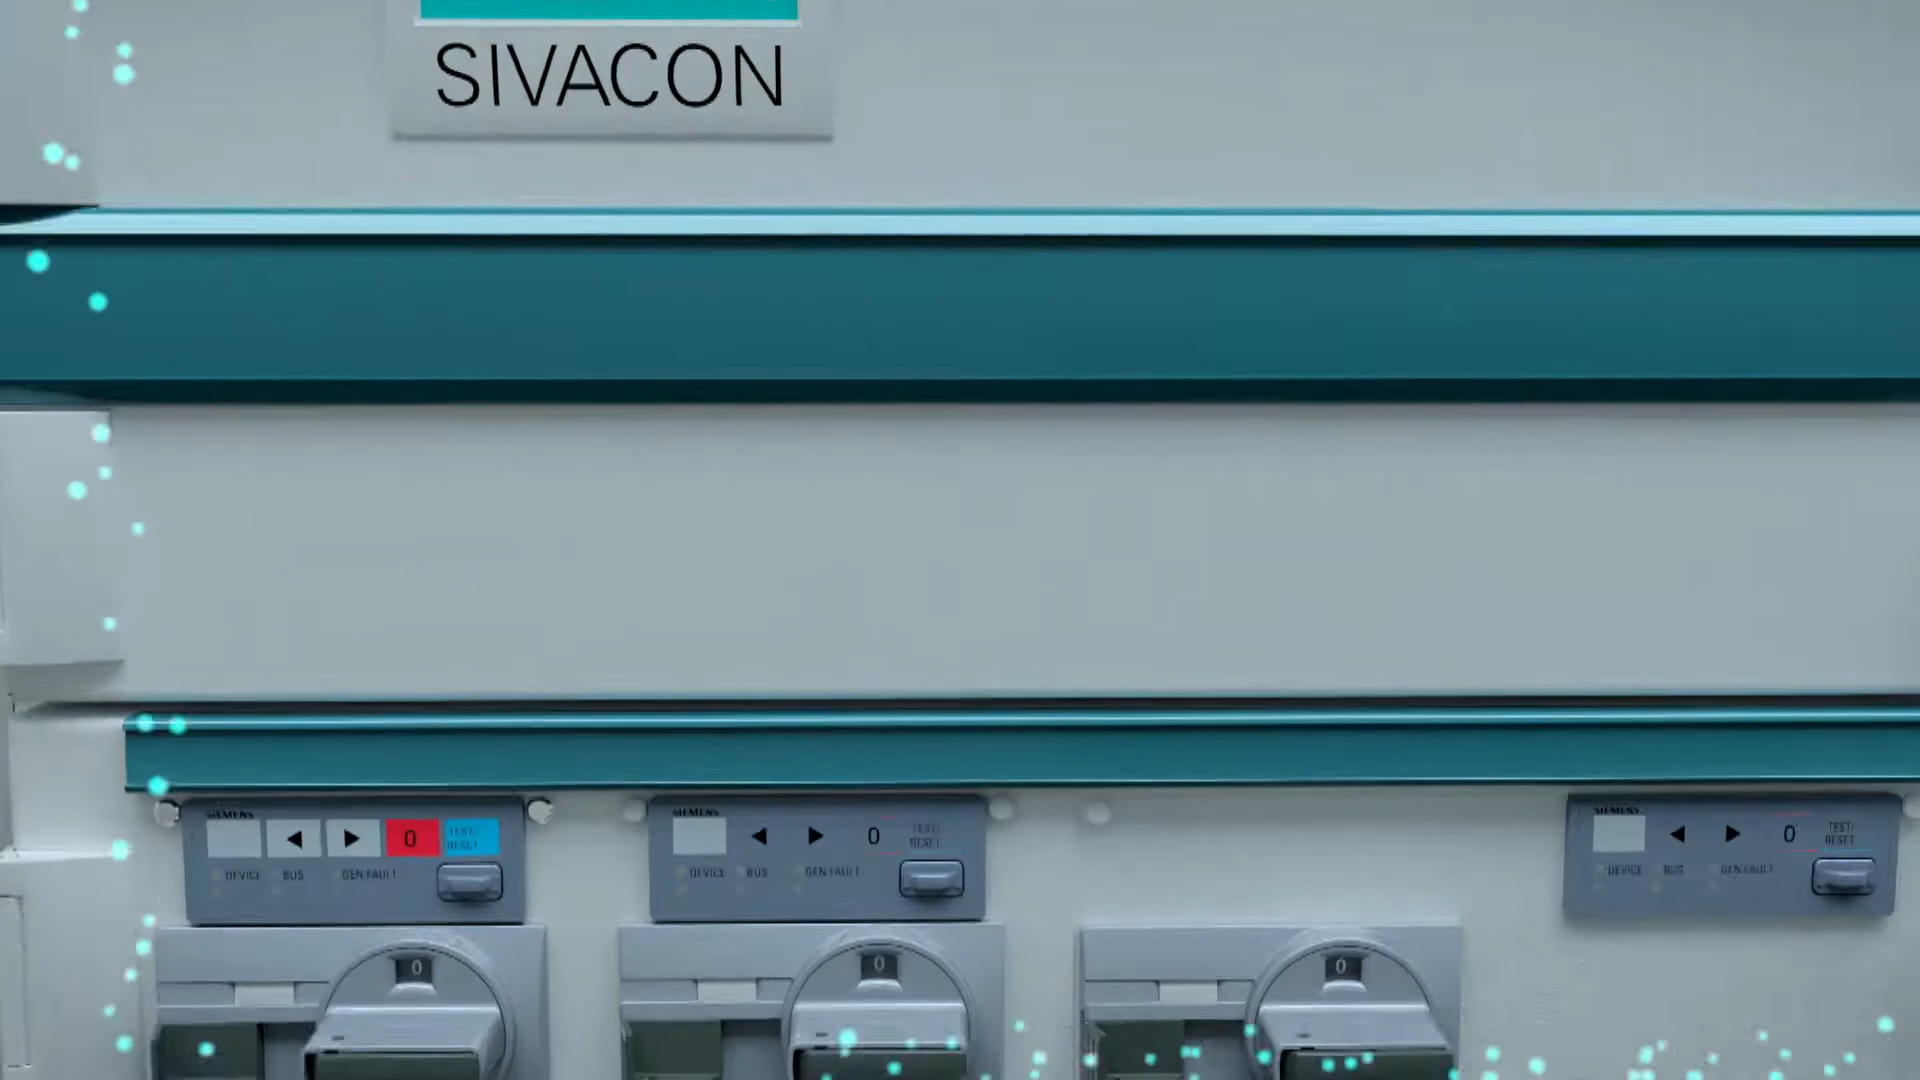 SIVACON
SIEMENS
0
TEST/
RESET
DEVICE BUS GEN FAULT
SIEMENS
0
TEST/
RESET
DEVICE BUS GEN FAULT
SIEMENS
0
TEST/
RESET
DEVICE BUS GEN FAULT
0
0
0